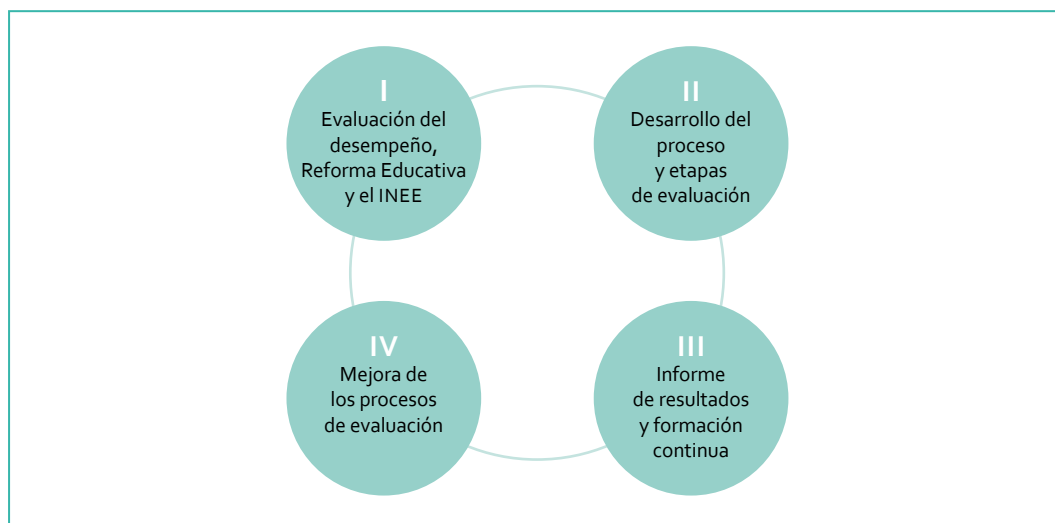 I
Evaluación del
desempeño,
Reforma Educativa
y el INEE
II
Desarrollo del
proceso
y etapas
de evaluación
III
Informe
de resultados
y formación
continua
IV
Mejora de
los procesos
de evaluación